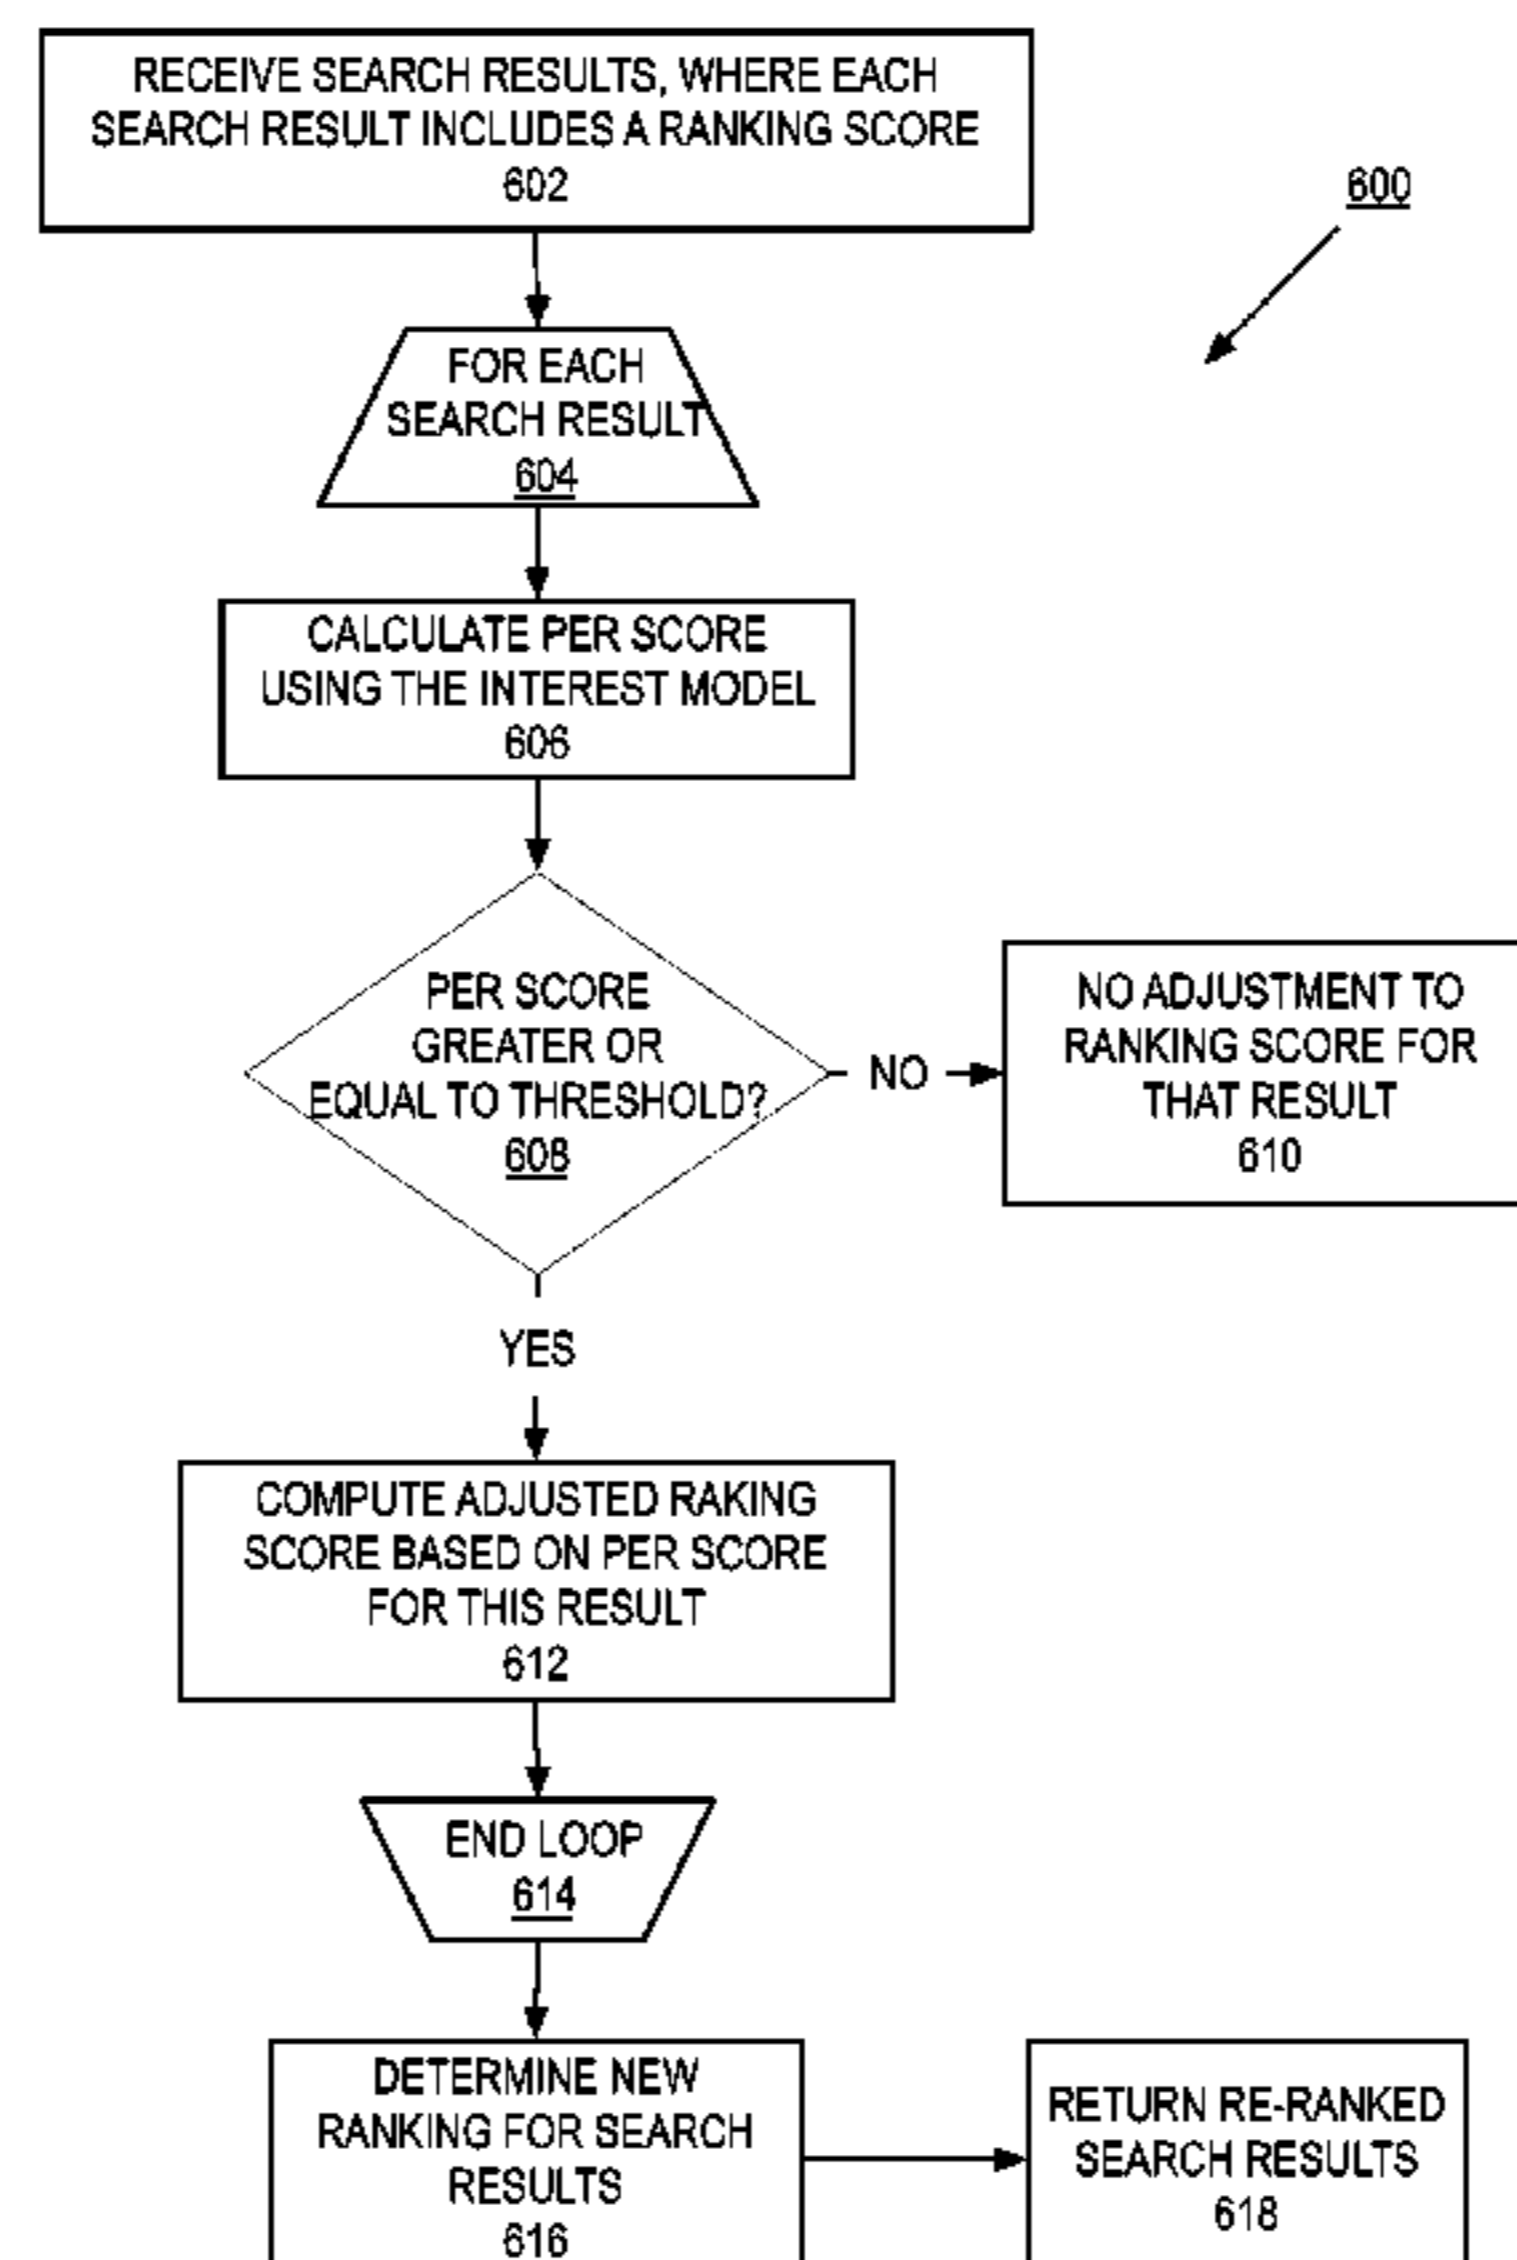 RECEIVE SEARCH RESULTS, WHERE EACH
SEARCH RESULT INCLUDES A RANKING SCORE
602
600
FOR EACH
SEARCH RESULT
604
CALCULATE PER SCORE
USING THE INTEREST MODEL
606
PER SCORE
GREATER OR
EQUAL TO THRESHOLD?
608
NO
NO ADJUSTMENT TO
RANKING SCORE FOR
THAT RESULT
610
YES
COMPUTE ADJUSTED RAKING
SCORE BASED ON PER SCORE
FOR THIS RESULT
612
END LOOP
614
DETERMINE NEW
RANKING FOR SEARCH
RESULTS
616
RETURN RE-RANKED
SEARCH RESULTS
618